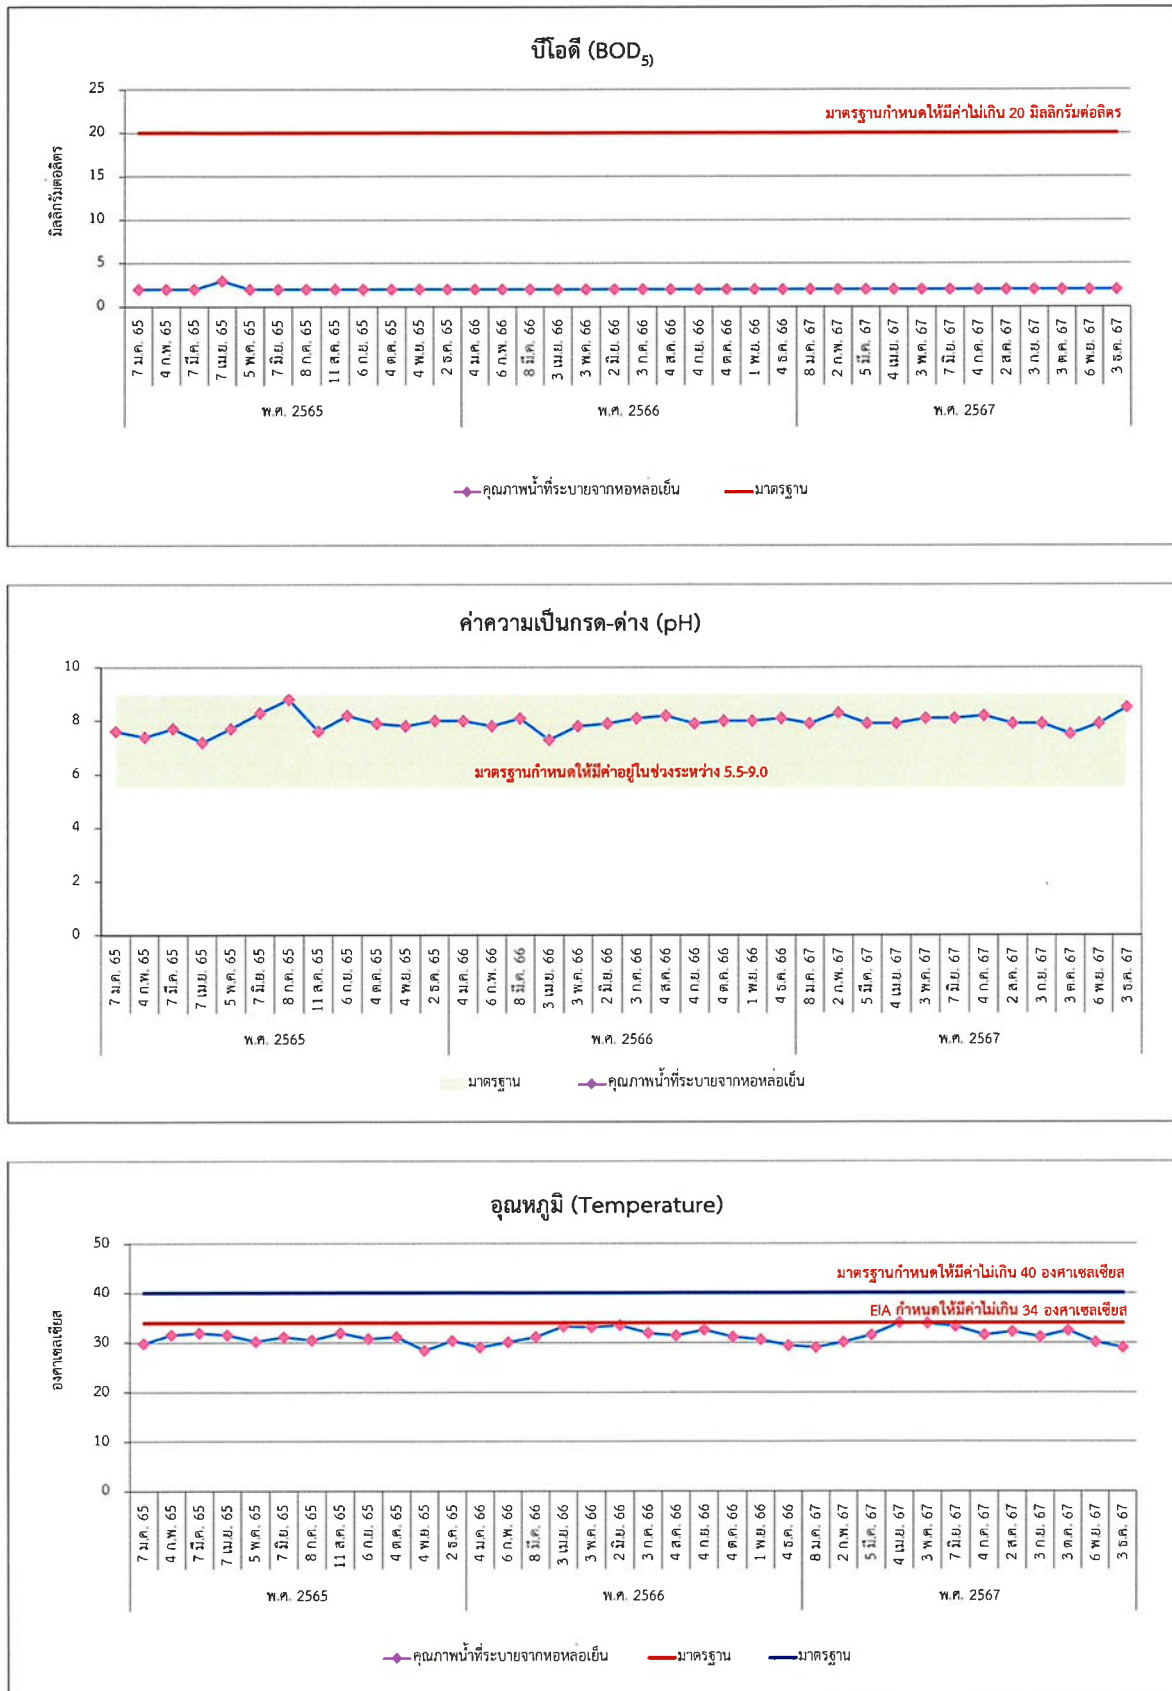 บีโอดี (BOD5)
มาตรฐานกำหนดให้มีค่าไม่เกิน 20 มิลลิกรัมต่อลิตร
มิลลิกรัมต่อลิตร
25
20
15
10
5
0
7 ม.ค. 65
4 ก.พ. 65
7 มี.ค. 65
7 เม.ย. 65
5 พ.ค. 65
7 มิ.ย. 65
8 ก.ค. 65
11 ส.ค. 65
6 ก.ย. 65
4 ต.ค. 65
4 พ.ย. 65
2 ธ.ค. 65
4 ม.ค. 66
6 ก.พ. 66
8 มี.ค. 66
3 เม.ย. 66
3 พ.ค. 66
2 มิ.ย. 66
3 ก.ค. 66
4 ส.ค. 66
4 ก.ย. 66
4 ต.ค. 66
1 พ.ย. 66
4 ธ.ค. 66
8 ม.ค. 67
2 ก.พ. 67
5 มี.ค. 67
4 เม.ย. 67
3 พ.ค. 67
7 มิ.ย. 67
4 ก.ค. 67
2 ส.ค. 67
3 ก.ย. 67
3 ต.ค. 67
6 พ.ย. 67
3 ธ.ค. 67
พ.ศ. 2565
พ.ศ. 2566
พ.ศ. 2567
คุณภาพน้ำที่ระบายจากหอหล่อเย็น
มาตรฐาน
ค่าความเป็นกรด-ด่าง (pH)
10
8
6
4
2
0
มาตรฐานกำหนดให้มีค่าอยู่ในช่วงระหว่าง 5.5-9.0
7 ม.ค. 65
4 ก.พ. 65
7 มี.ค. 65
7 เม.ย. 65
5 พ.ค. 65
7 มิ.ย. 65
8 ก.ค. 65
11 ส.ค. 65
6 ก.ย. 65
4 ต.ค. 65
4 พ.ย. 65
2 ธ.ค. 65
4 ม.ค. 66
6 ก.พ. 66
8 มี.ค. 66
3 เม.ย. 66
3 พ.ค. 66
2 มิ.ย. 66
3 ก.ค. 66
4 ส.ค. 66
4 ก.ย. 66
4 ต.ค. 66
1 พ.ย. 66
4 ธ.ค. 66
8 ม.ค. 67
2 ก.พ. 67
5 มี.ค. 67
4 เม.ย. 67
3 พ.ค. 67
7 มิ.ย. 67
4 ก.ค. 67
2 ส.ค. 67
3 ก.ย. 67
3 ต.ค. 67
6 พ.ย. 67
3 ธ.ค. 67
พ.ศ. 2565
พ.ศ. 2566
พ.ศ. 2567
มาตรฐาน
คุณภาพน้ำที่ระบายจากหอหล่อเย็น
อุณหภูมิ (Temperature)
องศาเซลเซียส
50
40
30
20
10
0
มาตรฐานกำหนดให้มีค่าไม่เกิน 40 องศาเซลเซียส
EIA กำหนดให้มีค่าไม่เกิน 34 องศาเซลเซียส
7 ม.ค. 65
4 ก.พ. 65
7 มี.ค. 65
7 เม.ย. 65
5 พ.ค. 65
7 มิ.ย. 65
8 ก.ค. 65
11 ส.ค. 65
6 ก.ย. 65
4 ต.ค. 65
4 พ.ย. 65
2 ธ.ค. 65
4 ม.ค. 66
6 ก.พ. 66
8 มี.ค. 66
3 เม.ย. 66
3 พ.ค. 66
2 มิ.ย. 66
3 ก.ค. 66
4 ส.ค. 66
4 ก.ย. 66
4 ต.ค. 66
1 พ.ย. 66
4 ธ.ค. 66
8 ม.ค. 67
2 ก.พ. 67
5 มี.ค. 67
4 เม.ย. 67
3 พ.ค. 67
7 มิ.ย. 67
4 ก.ค. 67
2 ส.ค. 67
3 ก.ย. 67
3 ต.ค. 67
6 พ.ย. 67
3 ธ.ค. 67
พ.ศ. 2565
พ.ศ. 2566
พ.ศ. 2567
คุณภาพน้ำที่ระบายจากหอหล่อเย็น
มาตรฐาน
มาตรฐาน